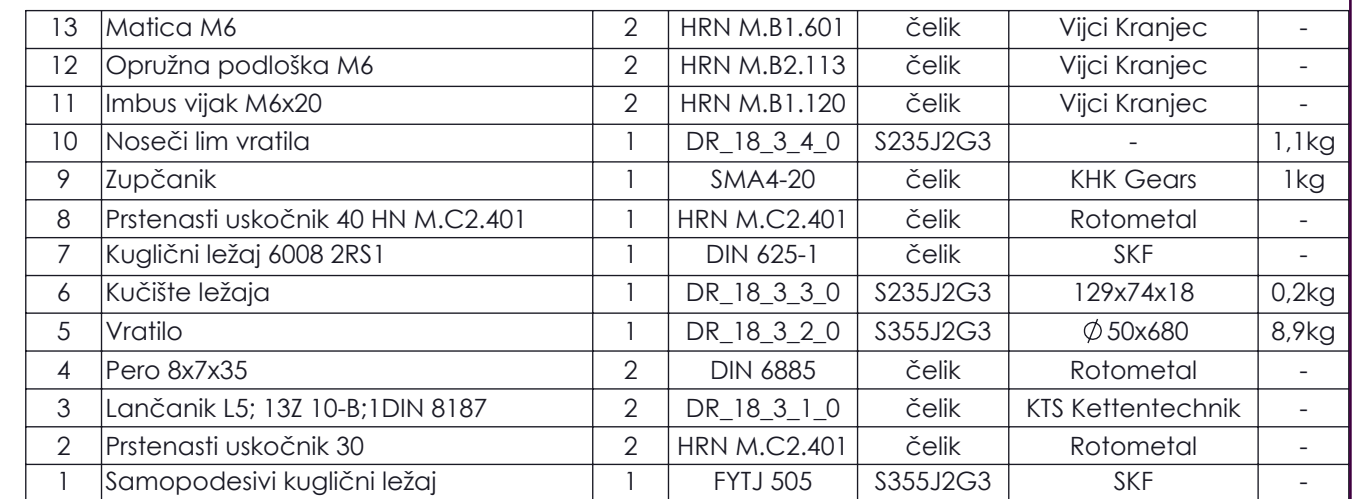 13 Matica M6 2 HRN M.B1.601 čelik Vijci Kranjec -
12 Opružna podloška M6 2 HRN M.B2.113 čelik Vijci Kranjec -
11 Imbus vijak M6x20 2 HRN M.B1.120 čelik Vijci Kranjec -
10 Noseči lim vratila 1 DR_18_3_4_0 S235J2G3 - 1,1kg
9 Zupčanik 1 SMA4-20 čelik KHK Gears 1kg
8 Prstenasti uskočnik 40 HN M.C2.401 1 HRN M.C2.401 čelik Rotometal -
7 Kuglični ležaj 6008 2RS1 1 DIN 625-1 čelik SKF -
6 Kučište ležaja 1 DR_18_3_3_0 S235J2G3 129x74x18 0,2kg
5 Vratilo 1 DR_18_3_2_0 S355J2G3 ∅50x680 8,9kg
4 Pero 8x7x35 2 DIN 6885 čelik Rotometal -
3 Lančanik L5; 13Z 10-B;1DIN 8187 2 DR_18_3_1_0 čelik KTS Kettentechnik -
2 Prstenasti uskočnik 30 2 HRN M.C2.401 čelik Rotometal -
1 Samopodesivi kuglični ležaj 1 FYTJ 505 S355J2G3 SKF -